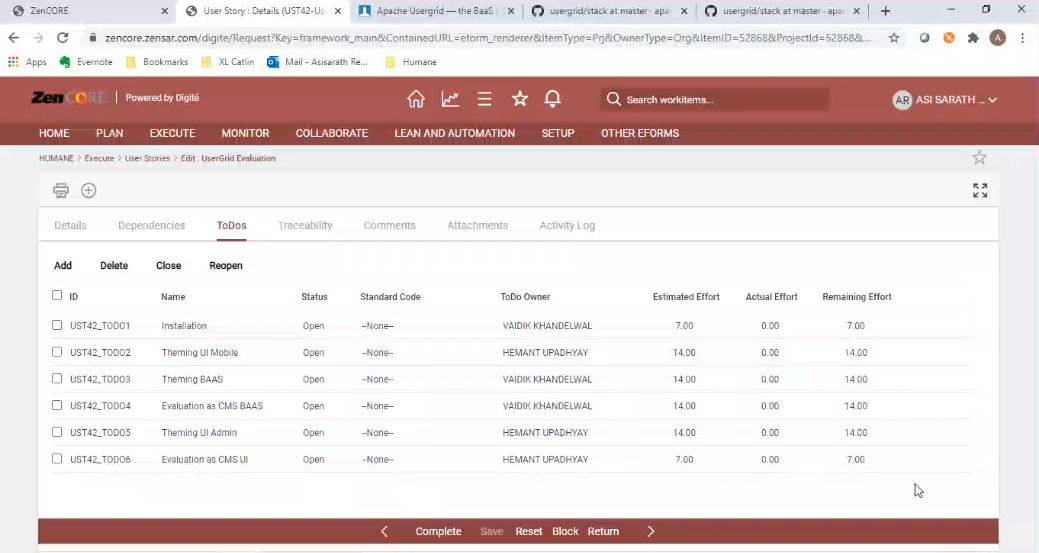 ZenCORE
User Story : Details (UST42-Us
Apache Usergrid — the BaaS
usergrid/stack at master · apa
usergrid/stack at master · apa
zencore.zensar.com/digite/Request?Key=framework_main&ContainedURL=eform_renderer&ItemType=Prj&OwnerType=Org&ItemID=52868&ProjectId=52868&...
A
Apps
Evernote
Bookmarks
XL Catlin
Mail - Asisarath Re...
Humane
ZenCORE
Powered by Digité
Search workitems...
AR
ASI SARATH ...
HOME
PLAN
EXECUTE
MONITOR
COLLABORATE
LEAN AND AUTOMATION
SETUP
OTHER EFORMS
HUMANE > Execute > User Stories > Edit : UserGrid Evaluation
Details
Dependencies
ToDos
Traceability
Comments
Attachments
Activity Log
Add
Delete
Close
Reopen
ID Name Status Standard Code ToDo Owner Estimated Effort Actual Effort Remaining Effort
UST42_TODO1 Installation Open --None-- VAIDIK KHANDELWAL 7.00 0.00 7.00
UST42_TODO2 Theming UI Mobile Open --None-- HEMANT UPADHYAY 14.00 0.00 14.00
UST42_TODO3 Theming BAAS Open --None-- VAIDIK KHANDELWAL 14.00 0.00 14.00
UST42_TODO4 Evaluation as CMS BAAS Open --None-- VAIDIK KHANDELWAL 14.00 0.00 14.00
UST42_TODO5 Theming UI Admin Open --None-- HEMANT UPADHYAY 14.00 0.00 14.00
UST42_TODO6 Evaluation as CMS UI Open --None-- HEMANT UPADHYAY 7.00 0.00 7.00
Complete
Save
Reset
Block
Return